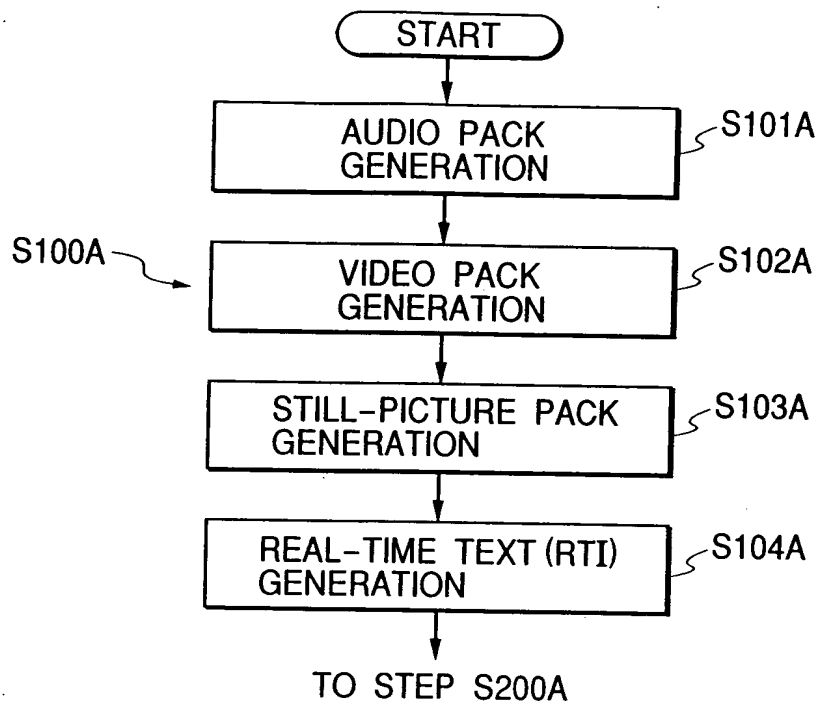 START
AUDIO PACK
GENERATION
S101A
S100A
VIDEO PACK
GENERATION
S102A
STILL-PICTURE PACK
GENERATION
S103A
REAL-TIME TEXT (RTI)
GENERATION
S104A
TO STEP S200A